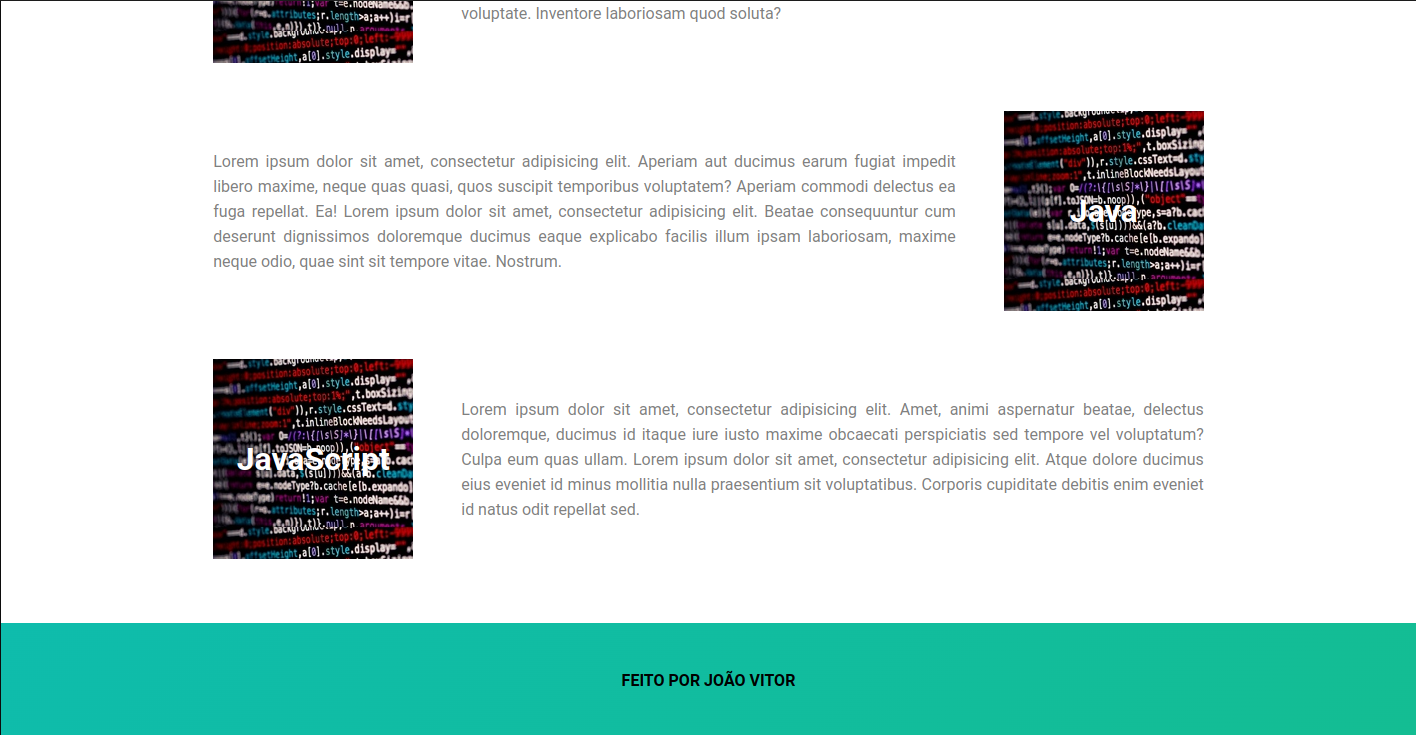 voluptate. Inventore laboriosam quod soluta?
Lorem ipsum dolor sit amet, consectetur adipisicing elit. Aperiam aut ducimus earum fugiat impedit
libero maxime, neque quas quasi, quos suscipit temporibus voluptatem? Aperiam commodi delectus ea
fuga repellat. Ea! Lorem ipsum dolor sit amet, consectetur adipisicing elit. Beatae consequuntur cum
deserunt dignissimos doloremque ducimus eaque explicabo facilis illum ipsam laboriosam, maxime
neque odio, quae sint sit tempore vitae. Nostrum.
Java
JavaScript
Lorem ipsum dolor sit amet, consectetur adipisicing elit. Amet, animi aspernatur beatae, delectus
doloremque, ducimus id itaque iure iusto maxime obcaecati perspiciatis sed tempore vel voluptatum?
Culpa eum quas ullam. Lorem ipsum dolor sit amet, consectetur adipisicing elit. Atque dolore ducimus
eius eveniet id minus mollitia nulla praesentium sit voluptatibus. Corporis cupiditate debitis enim eveniet
id natus odit repellat sed.
FEITO POR JOÃO VITOR